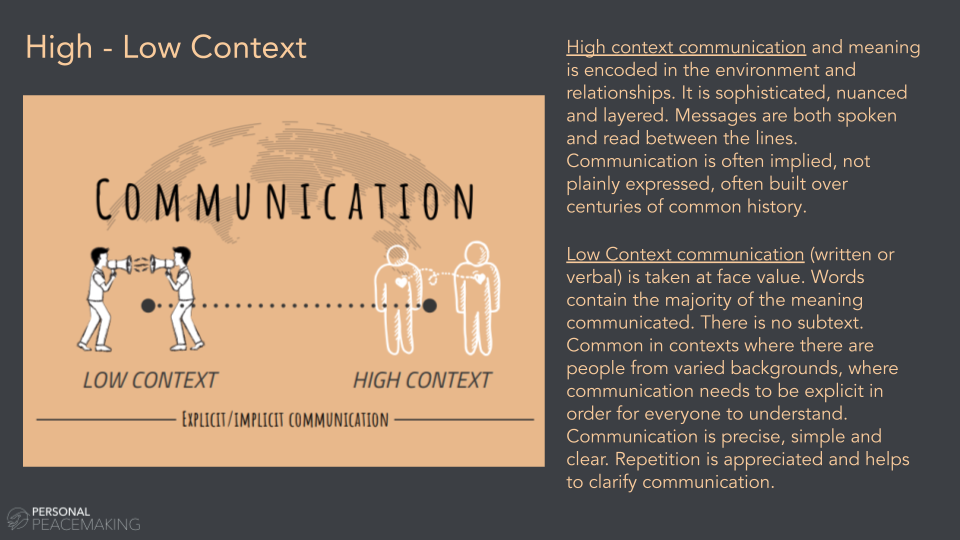 High - Low Context
COMMUNICATION
LOW CONTEXT
HIGH CONTEXT
EXPLICIT/IMPLICIT COMMUNICATION
High context communication and meaning
is encoded in the environment and
relationships. It is sophisticated, nuanced
and layered. Messages are both spoken
and read between the lines.
Communication is often implied, not
plainly expressed, often built over
centuries of common history.
Low Context communication (written or
verbal) is taken at face value. Words
contain the majority of the meaning
communicated. There is no subtext.
Common in contexts where there are
people from varied backgrounds, where
communication needs to be explicit in
order for everyone to understand.
Communication is precise, simple and
clear. Repetition is appreciated and helps
to clarify communication.
PERSONAL
PEACEMAKING